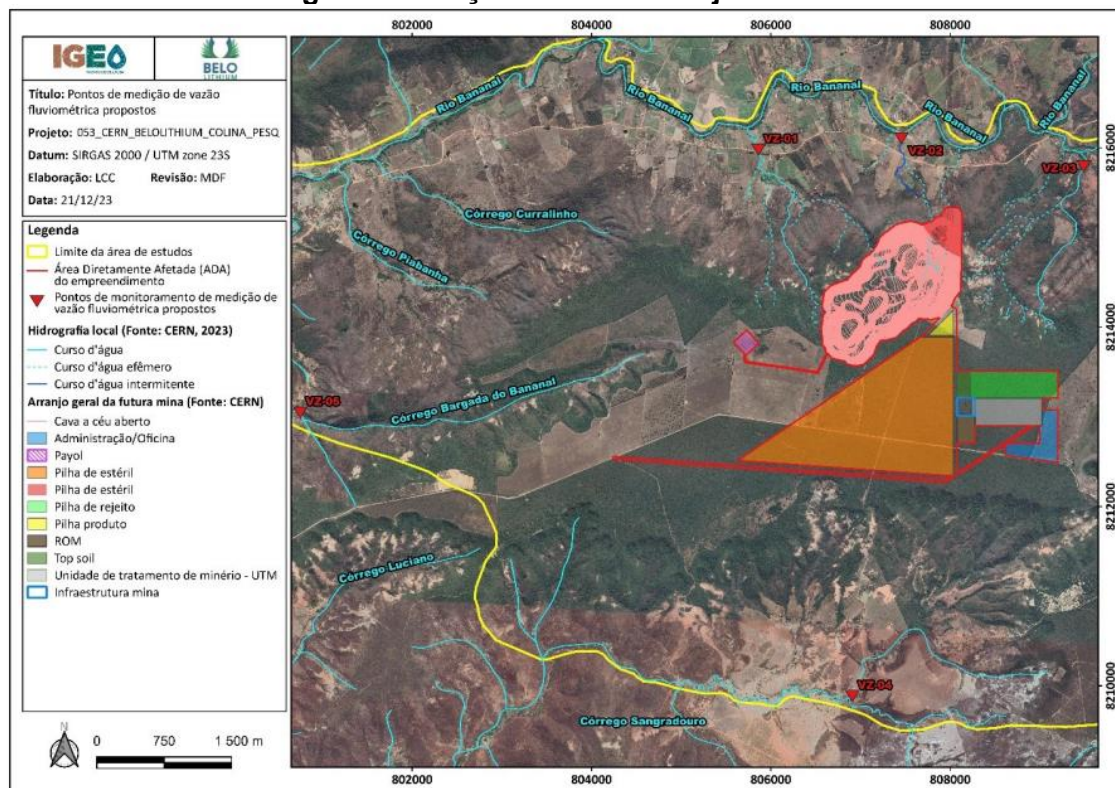 802000
804000
806000
808000
IGEO
BELO
LITHIUM
Título: Pontos de medição de vazão
fluviométrica propostos
Projeto: 053_CERN_BELOLITHIUM_COLINA_PESQ
Datum: SIRGAS 2000 / UTM zone 23S
Elaboração: LCC Revisão: MDF
Data: 21/12/23
Legenda
Limite da área de estudos
Área Diretamente Afetada (ADA)
do empreendimento
Pontos de monitoramento de medição de
vazão fluviométrica propostos
Hidrografia local (Fonte: CERN, 2023)
Curso d'água
Curso d'água efêmero
Curso d'água intermitente
Arranjo geral da futura mina (Fonte: CERN)
Cava a céu aberto
Administração/Oficina
Payol
Pilha de estéril
Pilha de estéril
Pilha de rejeito
Pilha produto
ROM
Top soil
Unidade de tratamento de minério - UTM
Infraestrutura mina
N
0 750 1 500 m
Rio Bananal
Rio Bananal
Rio Bananal
Rio Bananal
Rio Bananal
VZ-01
VZ-02
VZ-03
8216000
Córrego Curralinho
Córrego Piabanha
8214000
VZ-05
Córrego Bargada do Bananal
8212000
Córrego Luciano
VZ-04
8210000
Córrego Sangradouro
802000
804000
806000
808000